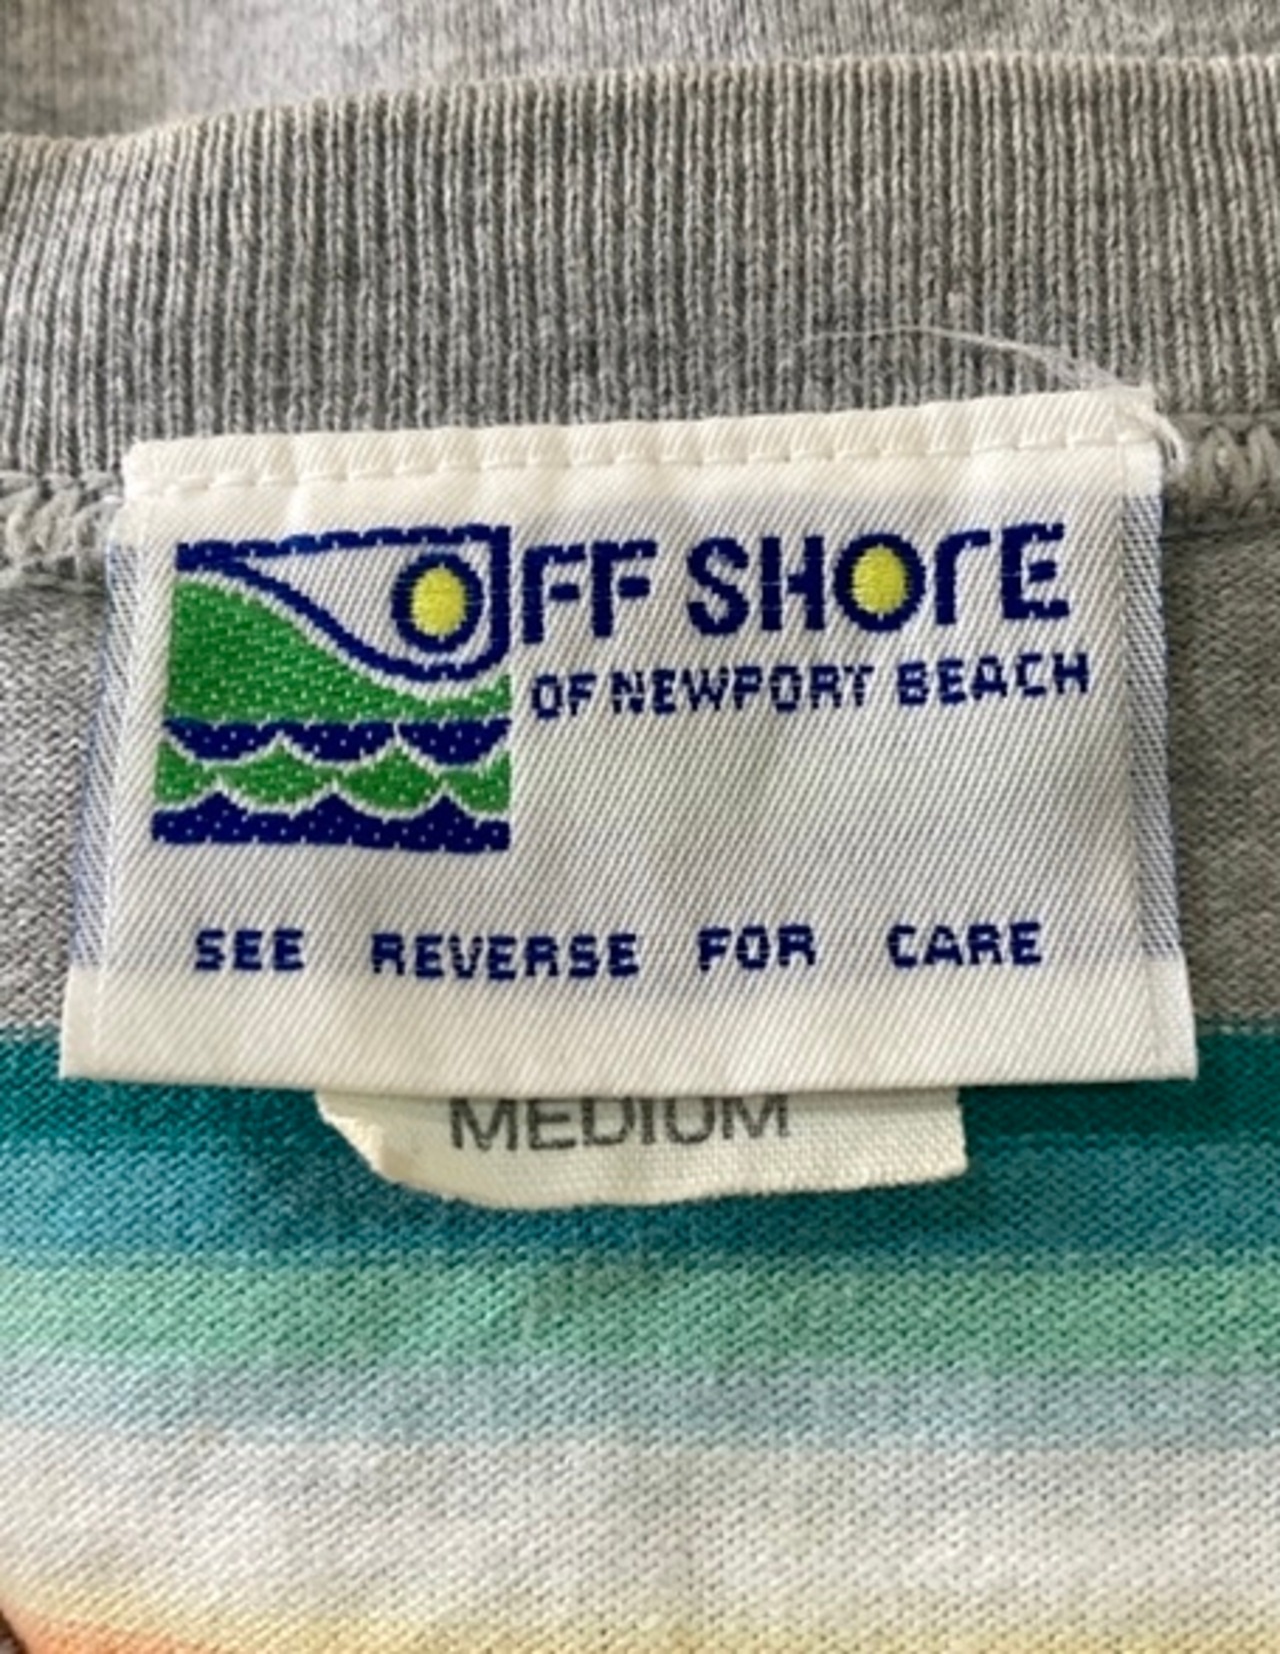 OFF SHOrE
OF NEWPORT BEACH
SEE REVERSE FOR CARE
MEDIUM